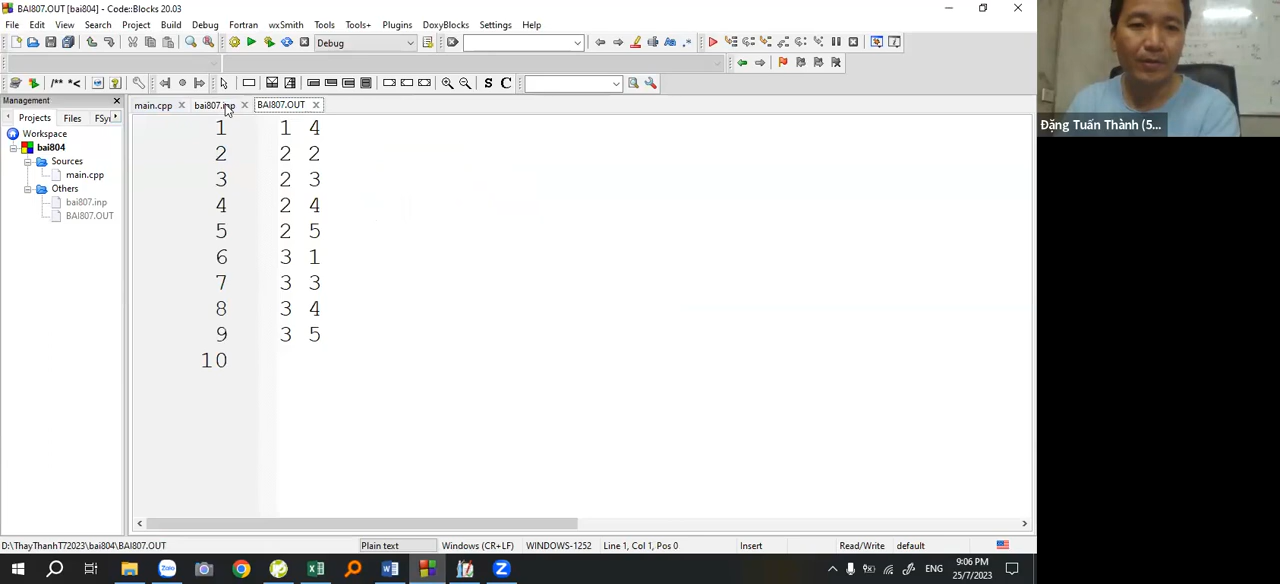 BAI807.OUT [bai804] - Code::Blocks 20.03
File Edit View Search Project Build Debug Fortran wxSmith Tools Tools+ Plugins DoxyBlocks Settings Help
Debug
/** *<
S C
Management
Projects Files FSy
main.cpp bai807.inp BAI807.OUT
Workspace
bai804
Sources
main.cpp
Others
bai807.inp
BAI807.OUT
1 1 4
2 2 2
3 2 3
4 2 4
5 2 5
6 3 1
7 3 3
8 3 4
9 3 5
10
Đặng Tuấn Thành (5...
D:\ThayThanhT72023\bai804\BAI807.OUT Plain text Windows (CR+LF) WINDOWS-1252 Line 1, Col 1, Pos 0 Insert Read/Write default
Zalo ENG 9:06 PM
25/7/2023